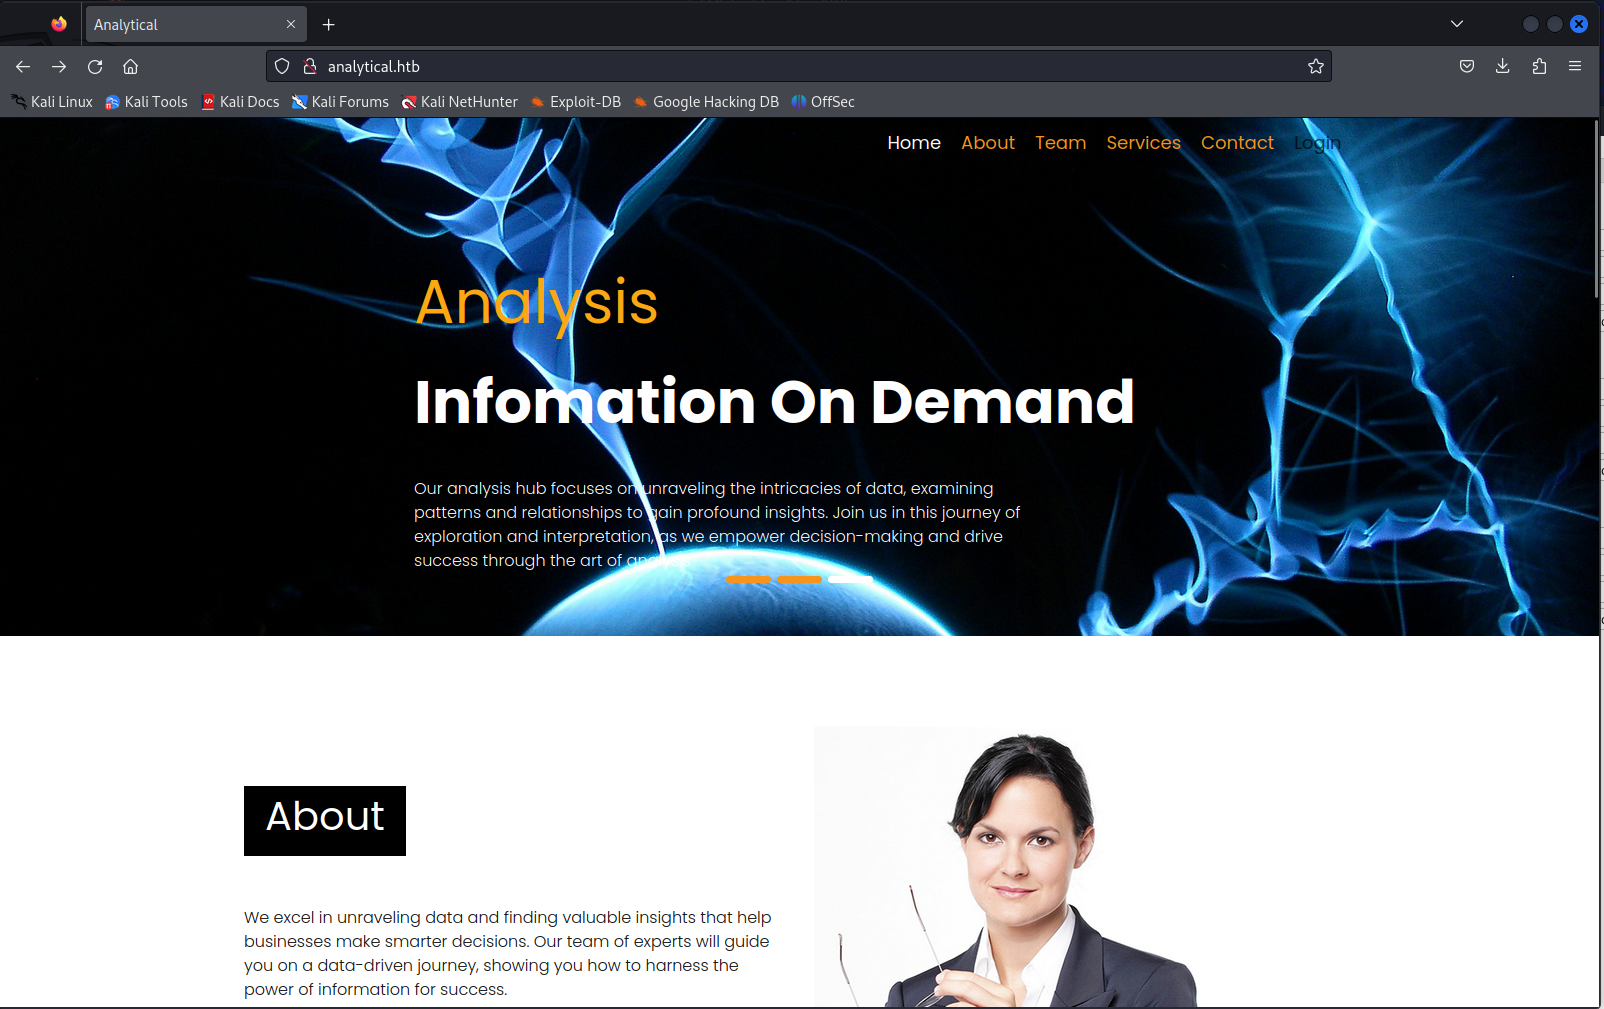 Analytical
analytical.htb
Kali Linux Kali Tools Kali Docs Kali Forums Kali NetHunter Exploit-DB Google Hacking DB OffSec
Home About Team Services Contact Login
Analysis
Infomation On Demand
Our analysis hub focuses on unraveling the intricacies of data, examining
patterns and relationships to gain profound insights. Join us in this journey of
exploration and interpretation, as we empower decision-making and drive
success through the art of
About
We excel in unraveling data and finding valuable insights that help
businesses make smarter decisions. Our team of experts will guide
you on a data-driven journey, showing you how to harness the
power of information for success.